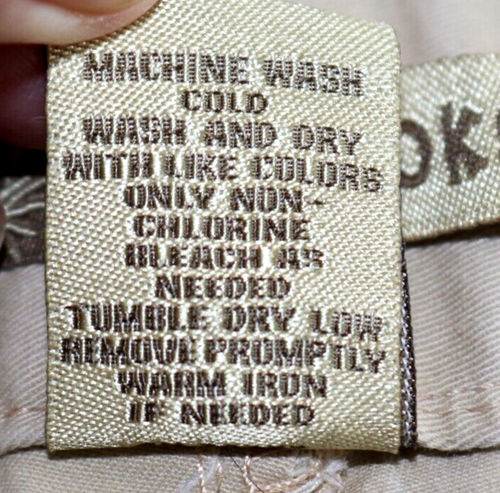 MACHINE WASH
COLD
WASH AND DRY
WITH LIKE COLORS
ONLY NON-
CHLORINE
BLEACH AS
NEEDED
TUMBLE DRY LOW
REMOVE PROMPTLY
WARM IRON
IF NEEDED
OK